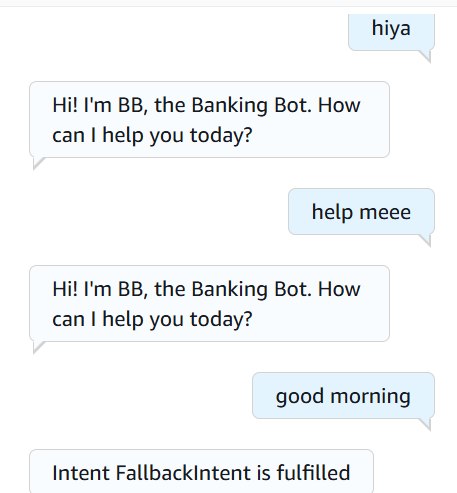 hiya
Hi! I'm BB, the Banking Bot. How
can I help you today?
help meee
Hi! I'm BB, the Banking Bot. How
can I help you today?
good morning
Intent FallbackIntent is fulfilled